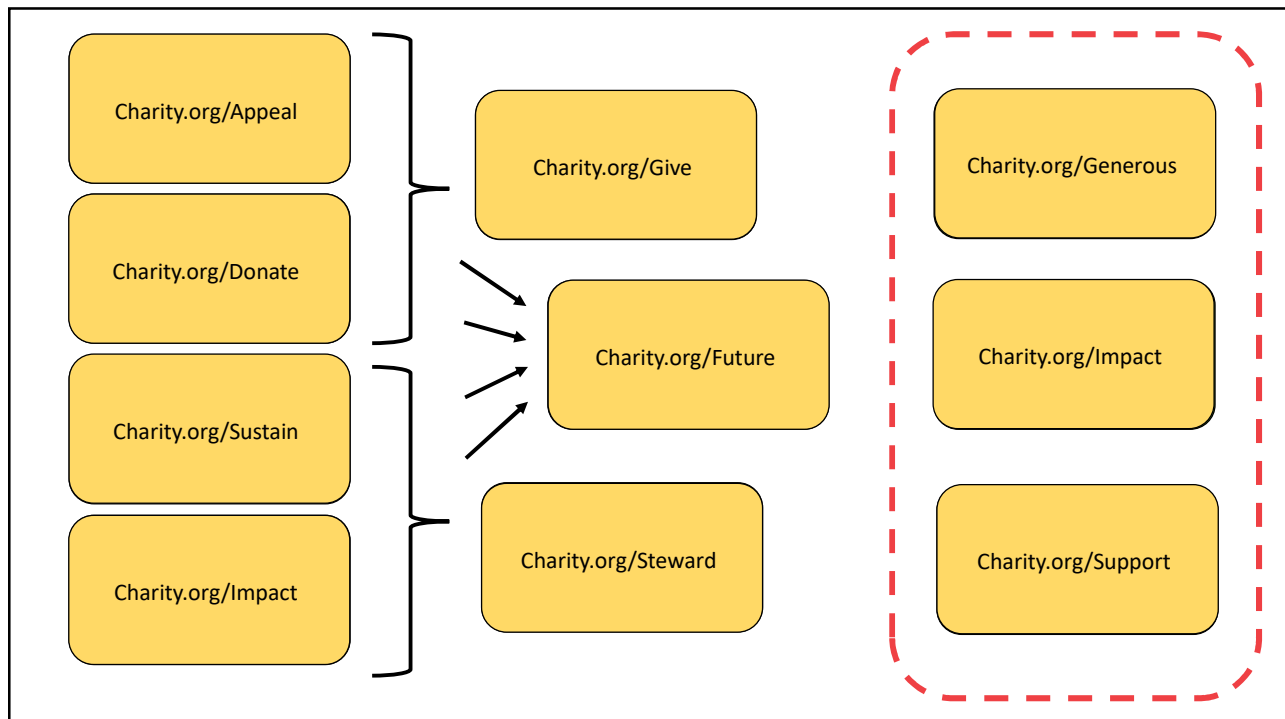 Charity.org/Appeal
Charity.org/Donate
Charity.org/Sustain
Charity.org/Impact
Charity.org/Give
Charity.org/Future
Charity.org/Steward
Charity.org/Generous
Charity.org/Impact
Charity.org/Support